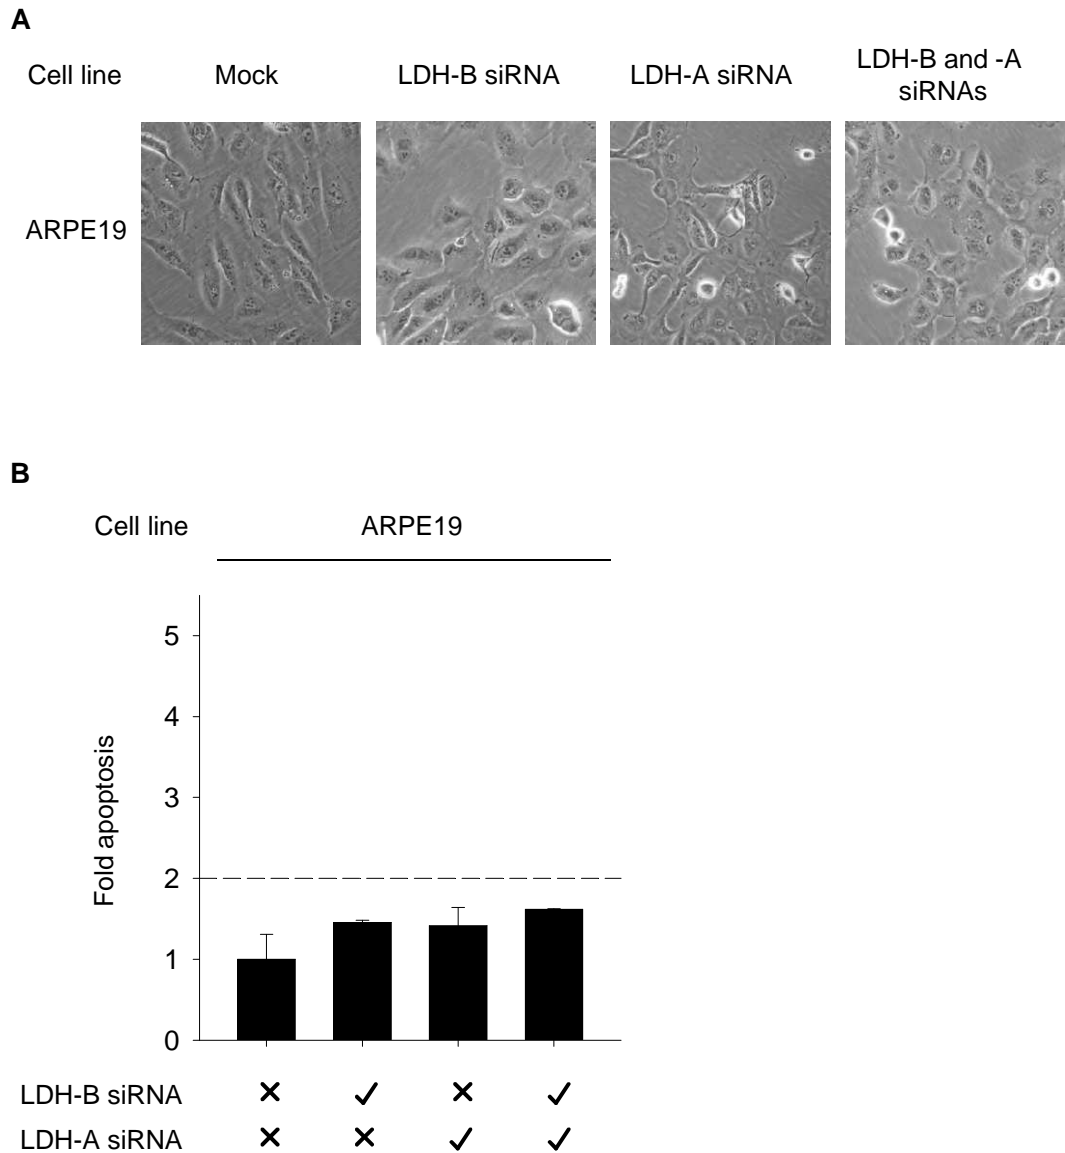 A
Cell line
Mock
LDH-B siRNA
LDH-A siRNA
LDH-B and -A
siRNAs
ARPE19
B
Cell line
ARPE19
Fold apoptosis
5
4
3
2
1
0
LDH-B siRNA × ✓ × ✓
LDH-A siRNA × × ✓ ✓